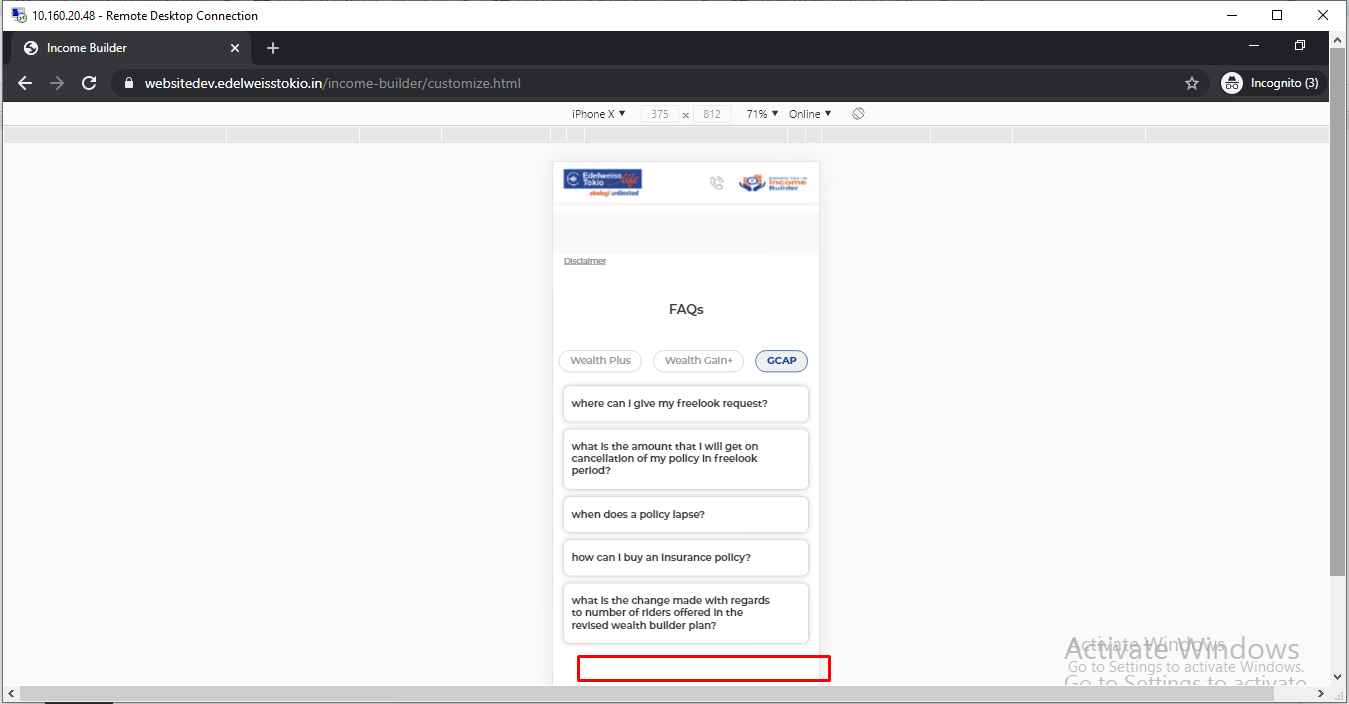 10.160.20.48 - Remote Desktop Connection
Income Builder
websitedev.edelweisstokio.in/income-builder/customize.html
Incognito (3)
iPhone X ▼ 375 x 812 71% ▼ Online ▼
Edelweiss
Tokio life
zindagi unlimited
Edelweiss Tokio Life
Income
Builder
Disclaimer
FAQs
Wealth Plus
Wealth Gain+
GCAP
where can I give my freelook request?
what is the amount that I will get on
cancellation of my policy in freelook
period?
when does a policy lapse?
how can I buy an insurance policy?
what is the change made with regards
to number of riders offered in the
revised wealth builder plan?
Activate Windows
Activate Windows
Go to Settings to activate Windows.
Go to Settings to activate